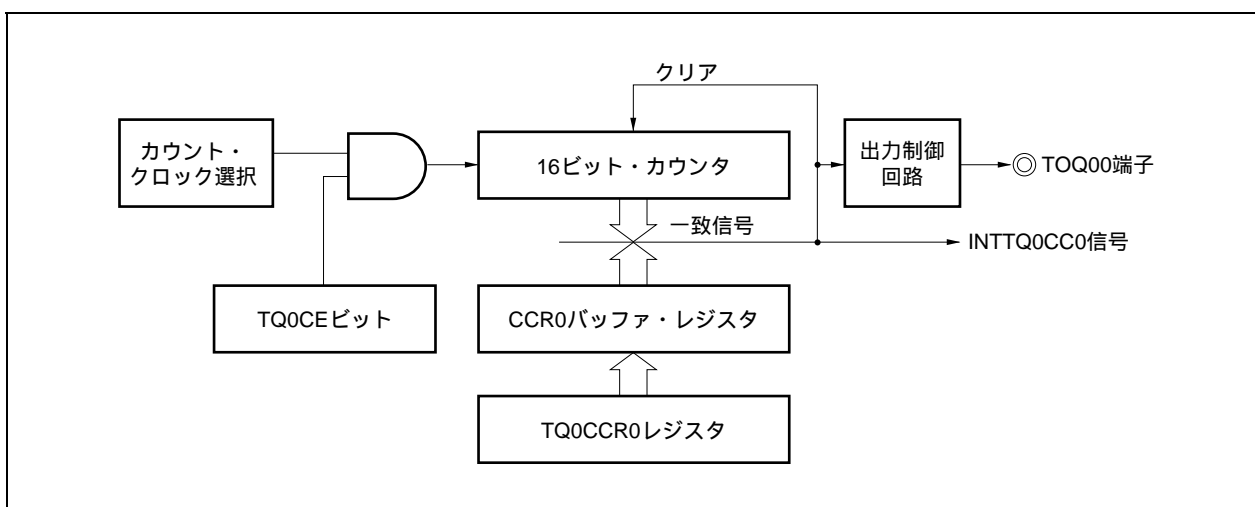 クリア
カウント・
クロック選択
16ビット・カウンタ
出力制御
回路
TOQ00端子
一致信号
INTTQ0CC0信号
TQ0CEビット
CCR0バッファ・レジスタ
TQ0CCR0レジスタ